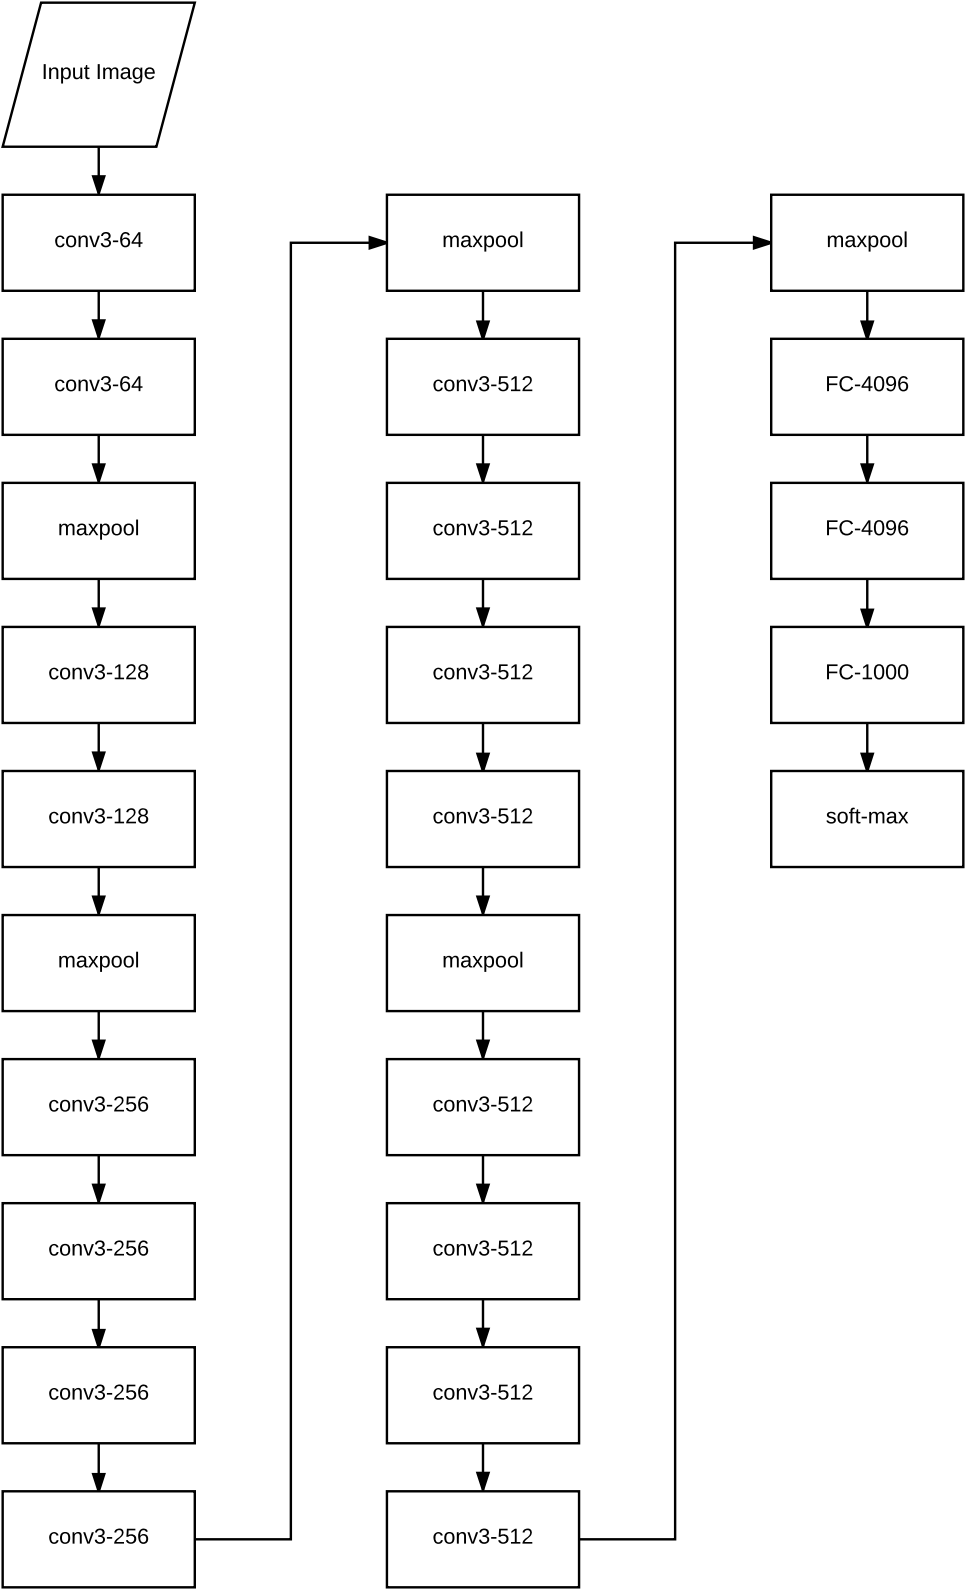 Input Image
conv3-64
conv3-64
maxpool
conv3-128
conv3-128
maxpool
conv3-256
conv3-256
conv3-256
conv3-256
maxpool
conv3-512
conv3-512
conv3-512
conv3-512
maxpool
conv3-512
conv3-512
conv3-512
conv3-512
maxpool
FC-4096
FC-4096
FC-1000
soft-max